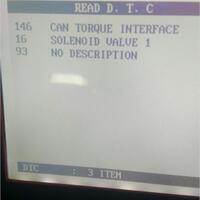 READ D. T. C
146 CAN TORQUE INTERFACE
16 SOLENOID VALVE 1
93 NO DESCRIPTION
DTC : 3 ITEM